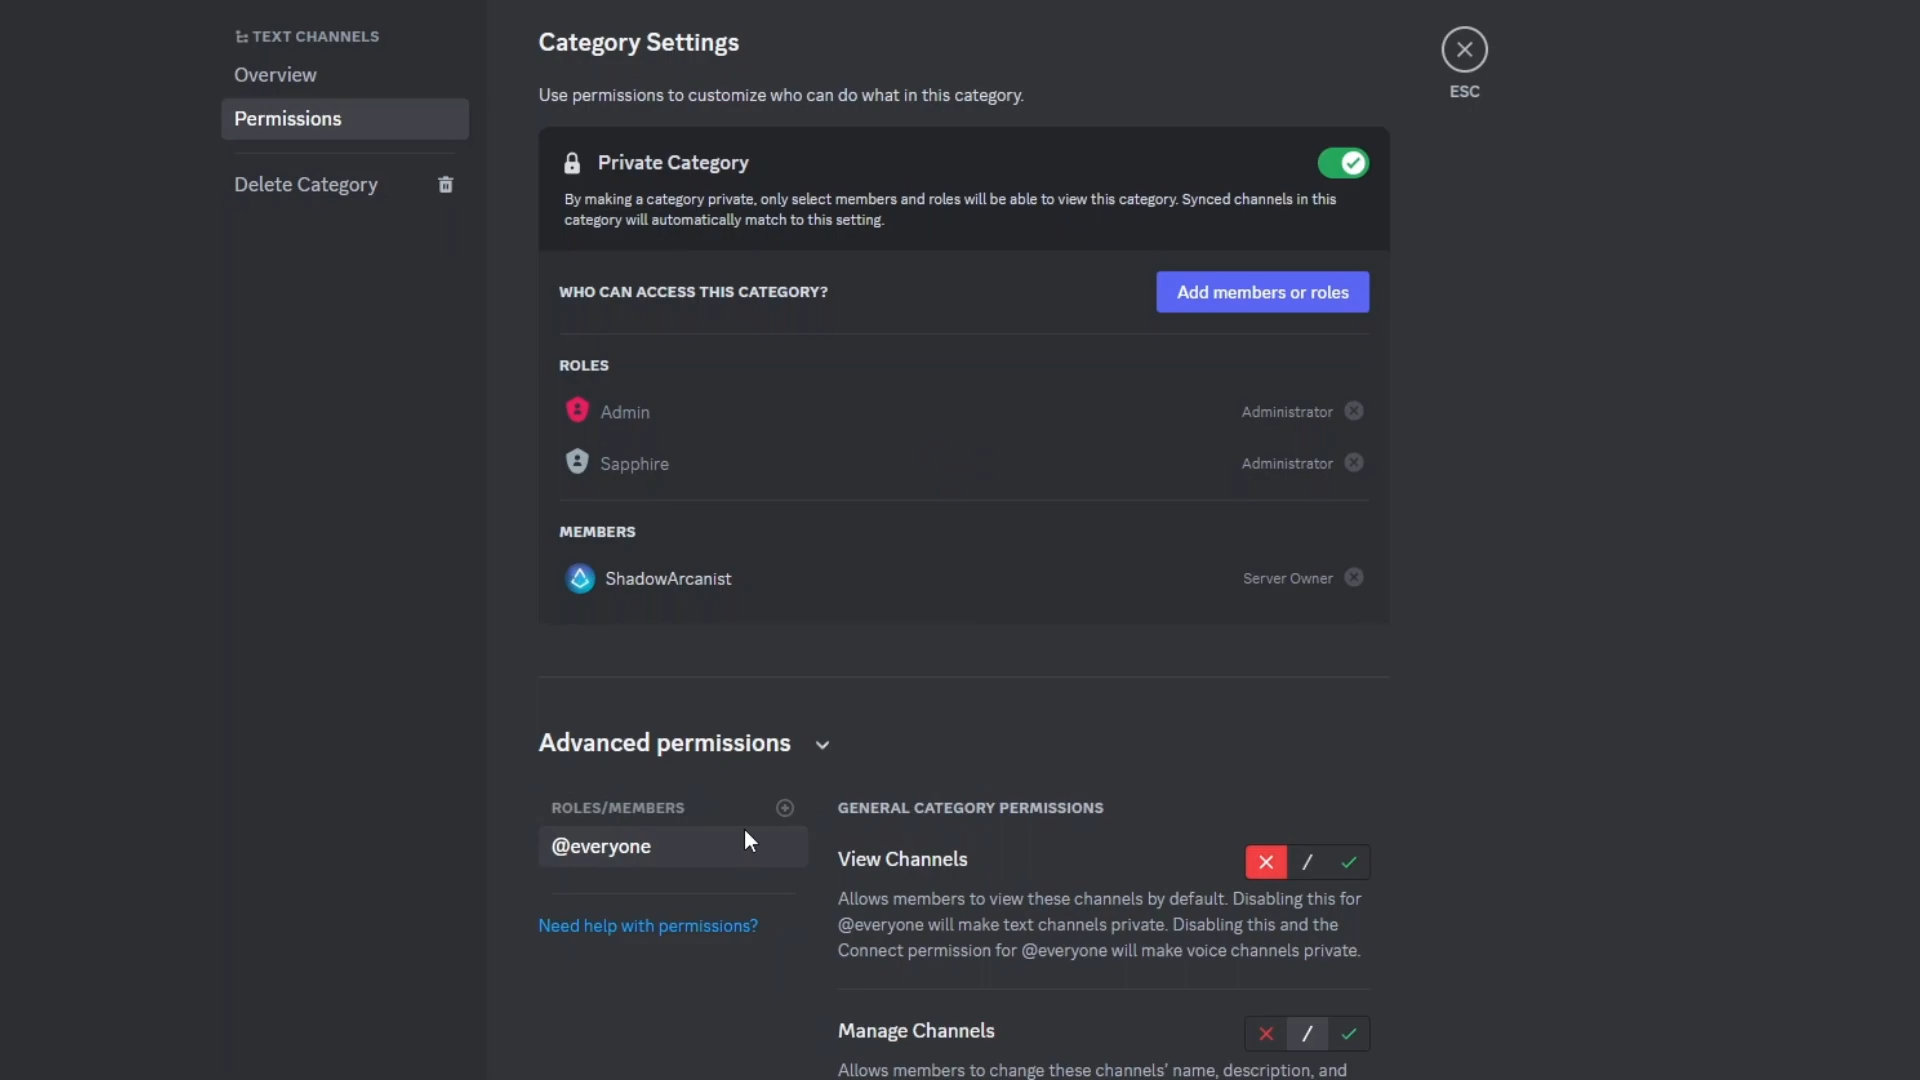 TEXT CHANNELS
Overview
Permissions
Delete Category
Category Settings
Use permissions to customize who can do what in this category.
ESC
Private Category
By making a category private, only select members and roles will be able to view this category. Synced channels in this
category will automatically match to this setting.
WHO CAN ACCESS THIS CATEGORY?
Add members or roles
ROLES
Admin
Administrator
Sapphire
Administrator
MEMBERS
ShadowArcanist
Server Owner
Advanced permissions
ROLES/MEMBERS
@everyone
Need help with permissions?
GENERAL CATEGORY PERMISSIONS
View Channels
Allows members to view these channels by default. Disabling this for
@everyone will make text channels private. Disabling this and the
Connect permission for @everyone will make voice channels private.
Manage Channels
Allows members to change these channels' name, description, and